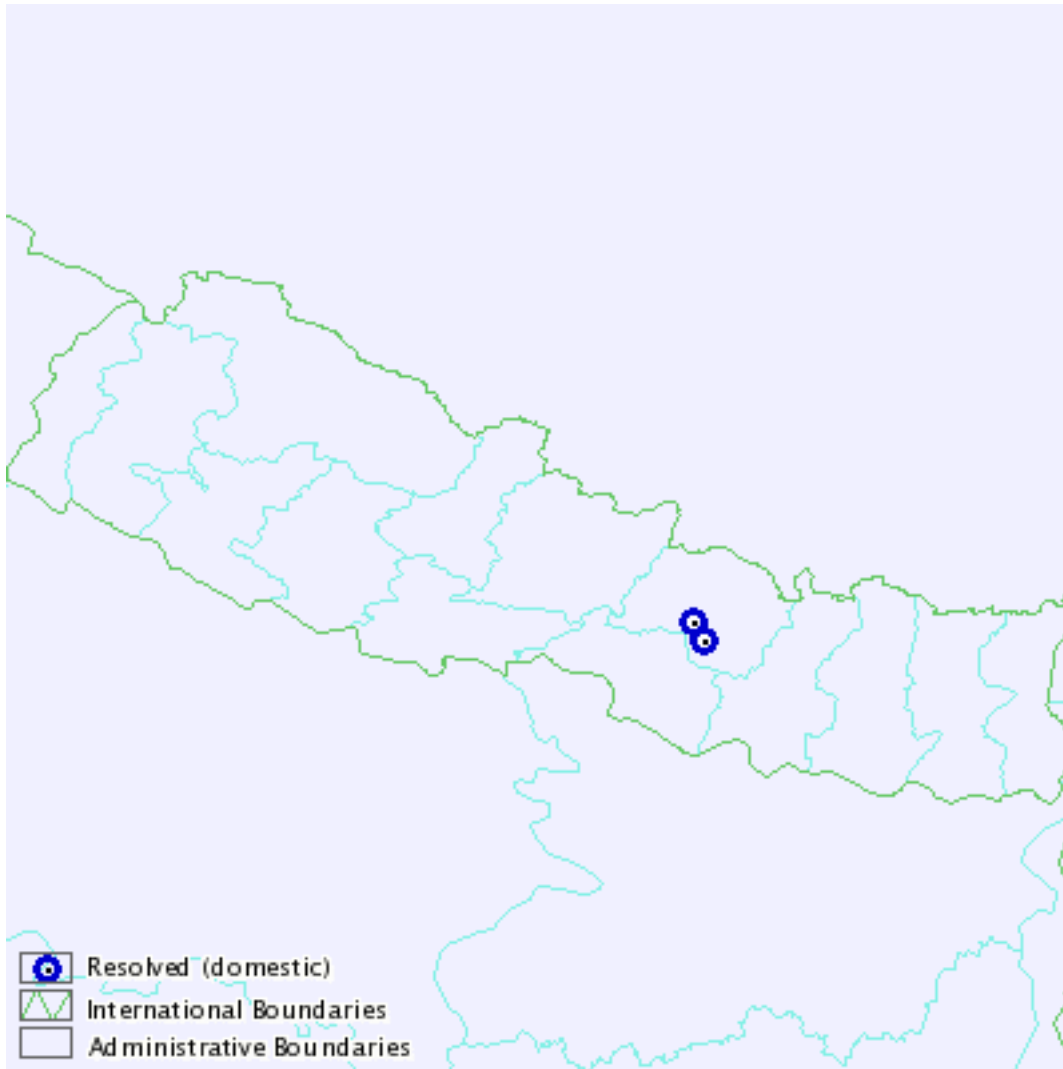 Resolved (domestic)
International Boundaries
Administrative Boundaries